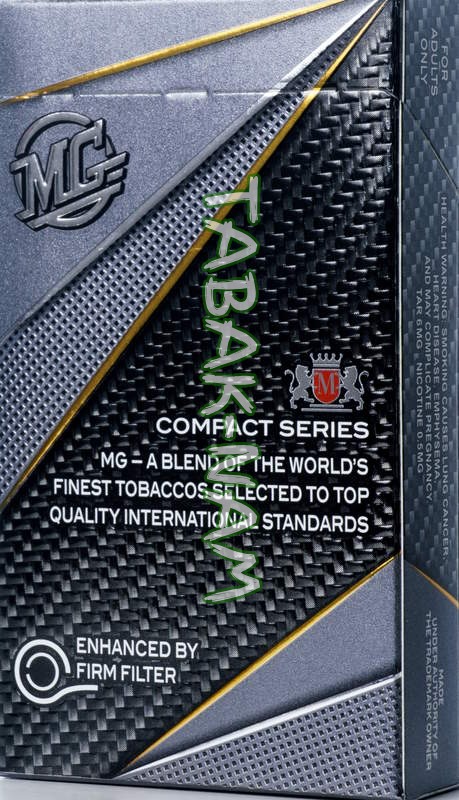 MG
TABAK-NAM
M
COMPACT SERIES
MG – A BLEND OF THE WORLD'S
FINEST TOBACCOS SELECTED TO TOP
QUALITY INTERNATIONAL STANDARDS
ENHANCED BY
FIRM FILTER
FOR
ADULTS
ONLY
HEALTH WARNING: SMOKING CAUSES LUNG CANCER,
HEART DISEASE, EMPHYSEMA,
AND MAY COMPLICATE PREGNANCY
TAR 6MG, NICOTINE 0.5MG
MADE
UNDER AUTHORITY OF
THE TRADEMARK OWNER